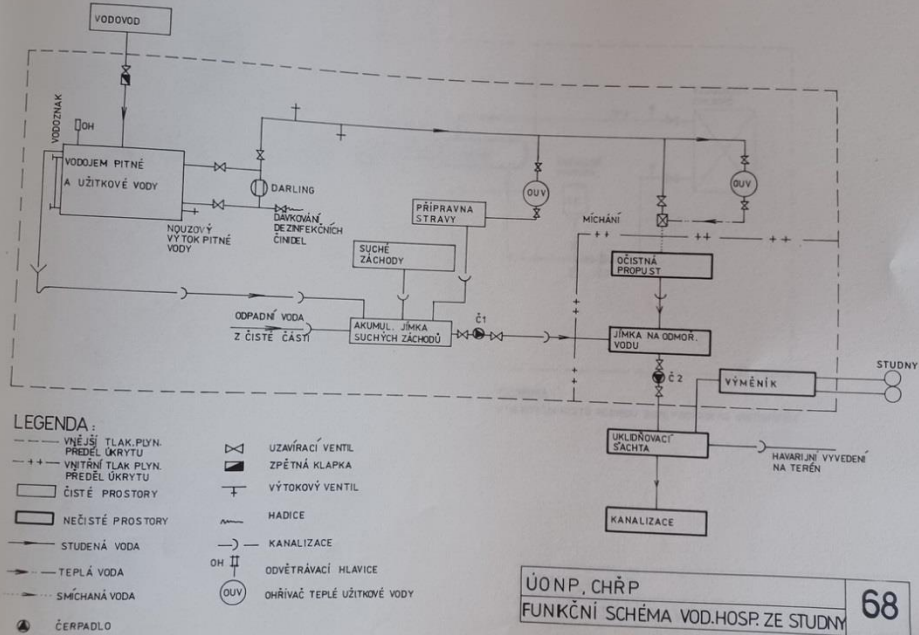 VODOVOD
VODOZNAK
OH
VODOJEM PITNÉ
A UŽITKOVÉ VODY
DARLING
DÁVKOVÁNÍ
DEZINFEKČNÍCH
ČINIDEL
NOUZOVÝ
VÝTOK PITNÉ
VODY
PŘÍPRAVNA
STRAVY
OUV
OUV
MÍCHÁNÍ
SUCHÉ
ZÁCHODY
OČISTNÁ
PROPUST
ODPADNÍ VODA
Z ČISTÉ ČÁSTI
AKUMUL. JÍMKA
SUCHÝCH ZÁCHODŮ
Č1
JÍMKA NA ODMOŘ.
VODU
Č2
VÝMĚNÍK
STUDNY
UKLIDŇOVACÍ
ŠACHTA
HAVARIJNÍ VYVEDENÍ
NA TERÉN
KANALIZACE
LEGENDA:
VNĚJŠÍ TLAK.PLYN.
PŘEDĚL ÚKRYTU
VNITŘNÍ TLAK PLYN.
PŘEDĚL ÚKRYTU
ČISTÉ PROSTORY
NEČISTÉ PROSTORY
STUDENÁ VODA
TEPLÁ VODA
SMÍCHANÁ VODA
ČERPADLO
UZAVÍRACÍ VENTIL
ZPĚTNÁ KLAPKA
VÝTOKOVÝ VENTIL
HADICE
KANALIZACE
OH ODVĚTRÁVACÍ HLAVICE
OUV OHŘÍVAČ TEPLÉ UŽITKOVÉ VODY
ÚONP, CHŘP
FUNKČNÍ SCHÉMA VOD.HOSP. ZE STUDNY
68